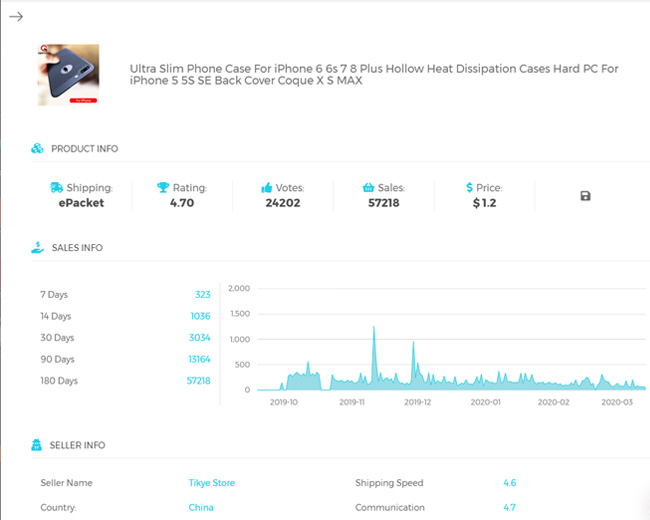 Ultra Slim Phone Case For iPhone 6 6s 7 8 Plus Hollow Heat Dissipation Cases Hard PC For
iPhone 5 5S SE Back Cover Coque X S MAX
PRODUCT INFO
Shipping: Rating: Votes: Sales: Price:
ePacket 4.70 24202 57218 $1.2
SALES INFO
7 Days 323
14 Days 1036
30 Days 3034
90 Days 13164
180 Days 57218
2,000
1,500
1,000
500
0
2019-10 2019-11 2019-12 2020-01 2020-02 2020-03
SELLER INFO
Seller Name Tikye Store Shipping Speed 4.6
Country: China Communication 4.7